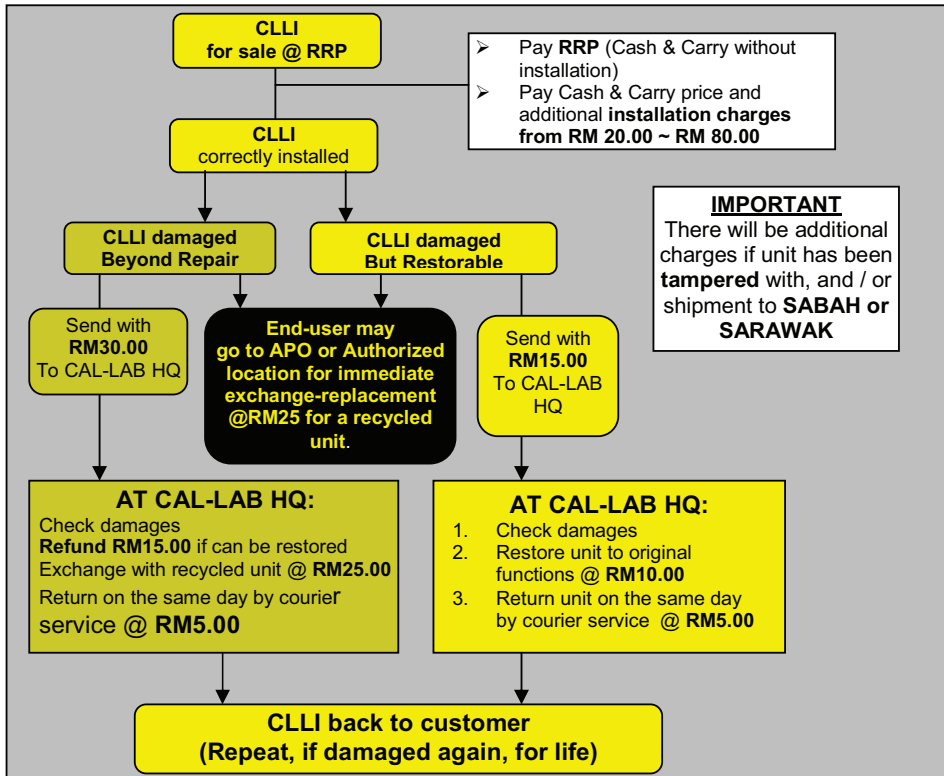 CLLI
for sale @ RRP
➢ Pay RRP (Cash & Carry without
installation)
➢ Pay Cash & Carry price and
additional installation charges
from RM 20.00 ~ RM 80.00
CLLI
correctly installed
IMPORTANT
There will be additional
charges if unit has been
tampered with, and / or
shipment to SABAH or
SARAWAK
CLLI damaged
Beyond Repair
CLLI damaged
But Restorable
Send with
RM30.00
To CAL-LAB HQ
End-user may
go to APO or Authorized
location for immediate
exchange-replacement
@RM25 for a recycled
unit.
Send with
RM15.00
To CAL-LAB
HQ
AT CAL-LAB HQ:
Check damages
Refund RM15.00 if can be restored
Exchange with recycled unit @ RM25.00
Return on the same day by courier
service @ RM5.00
AT CAL-LAB HQ:
1. Check damages
2. Restore unit to original
functions @ RM10.00
3. Return unit on the same day
by courier service @ RM5.00
CLLI back to customer
(Repeat, if damaged again, for life)